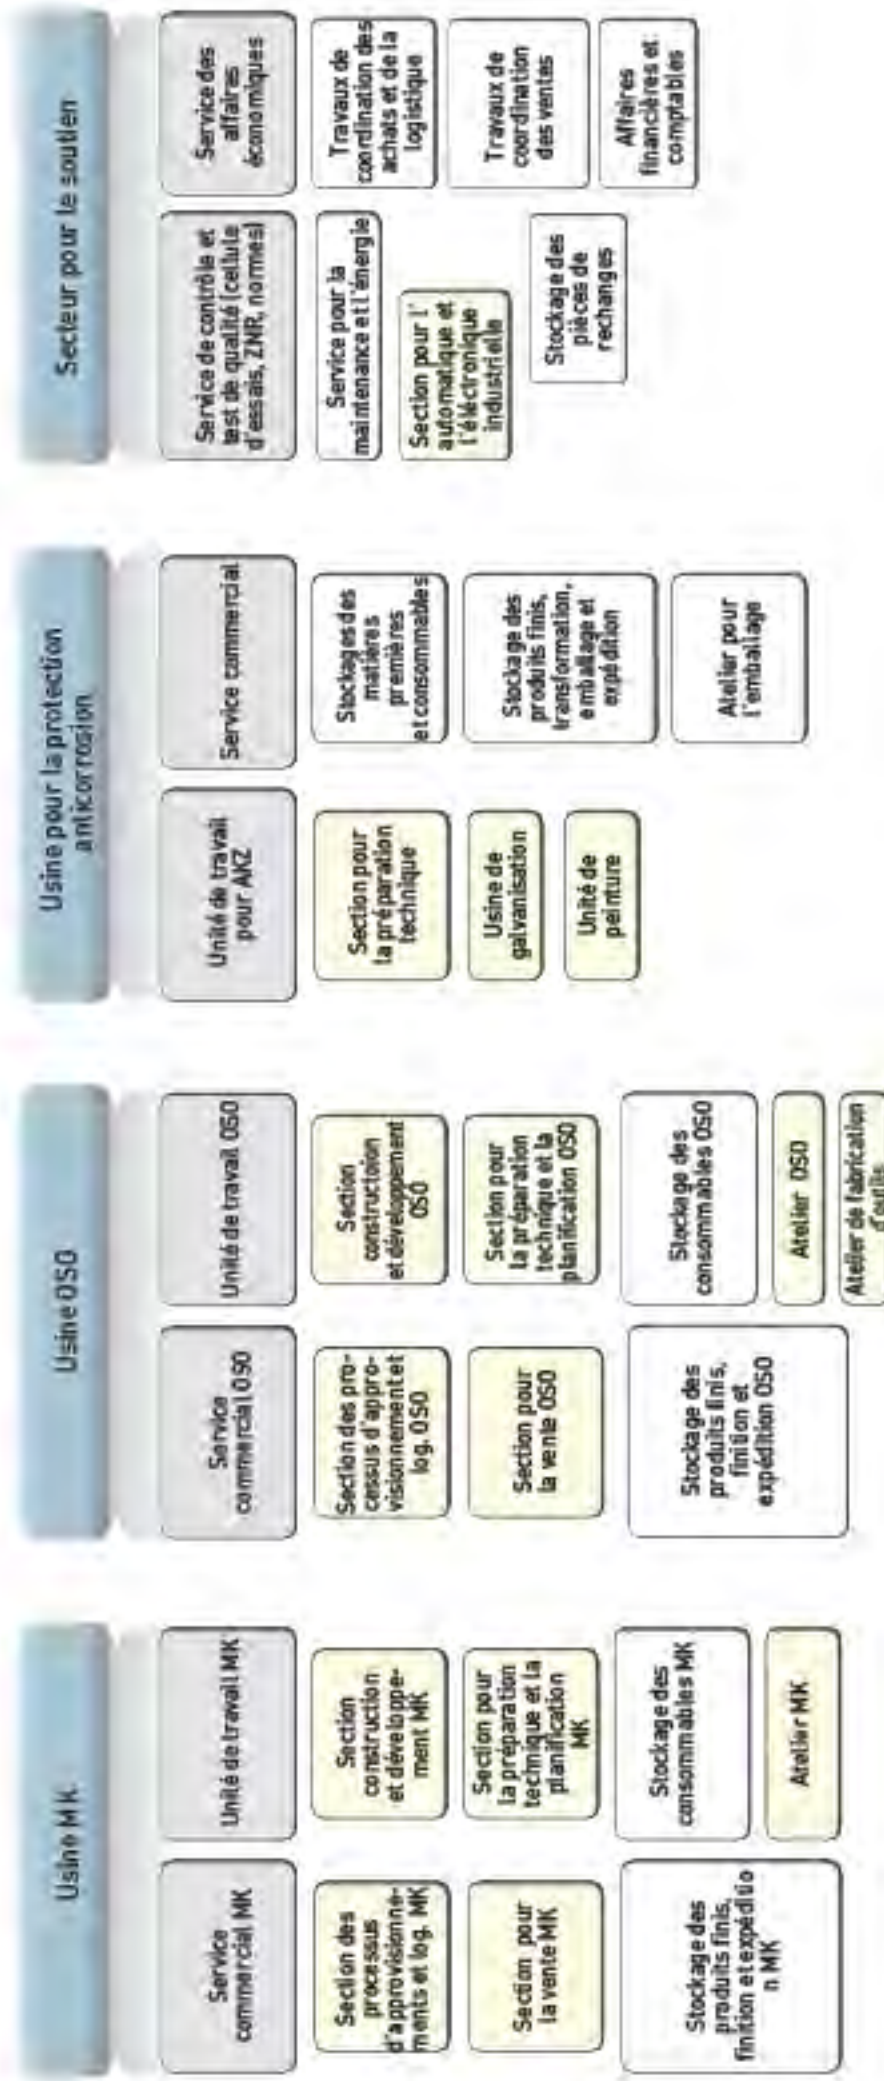 Usine MK
Service
commercial MK
Section des
processus
d'approvisionne-
ments et log. MK
Section pour
la vente MK
Stockage des
produits finis,
finition et expéditio
n MK
Unité de travail MK
Section
construction
et développe-
ment MK
Section pour
la préparation
technique et la
planification
MK
Stockage des
consommables MK
Atelier MK
Usine OSO
Service
commercial OSO
Section des pro-
cessus d'appro-
visionnement et
log. OSO
Section pour
la vente OSO
Stockage des
produits finis,
finition et
expédition OSO
Unité de travail OSO
Section
constructoion
et développement
OSO
Section pour
la préparation
technique et la
planification OSO
Stockage des
consommables OSO
Atelier OSO
Atelier de fabrication
d'outils
Usine pour la protection
anticorrosion
Unité de travail
pour AKZ
Section pour
la préparation
technique
Usine de
galvanisation
Unité de
peinture
Service commercial
Stockages des
matières
premières
et consommables
Stockage des
produits finis,
transformation,
emballage et
expédition
Atelier pour
l'emballage
Secteur pour le soutien
Service de contrôle et
test de qualité (cellule
d'essais, ZNR, normes)
Service pour la
maintenance et l'énergie
Section pour l'
automatique et
l'éléctronique
industrielle
Stockage des
pièces de
rechanges
Service des
affaires
économiques
Travaux de
coordination des
achats et de la
logistique
Travaux de
coordination
des ventes
Affaires
financières et
comptables